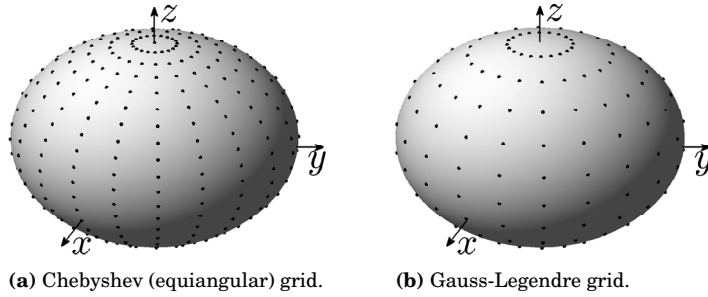 z
z
y
y
x
x
(a) Chebyshev (equiangular) grid.
(b) Gauss-Legendre grid.